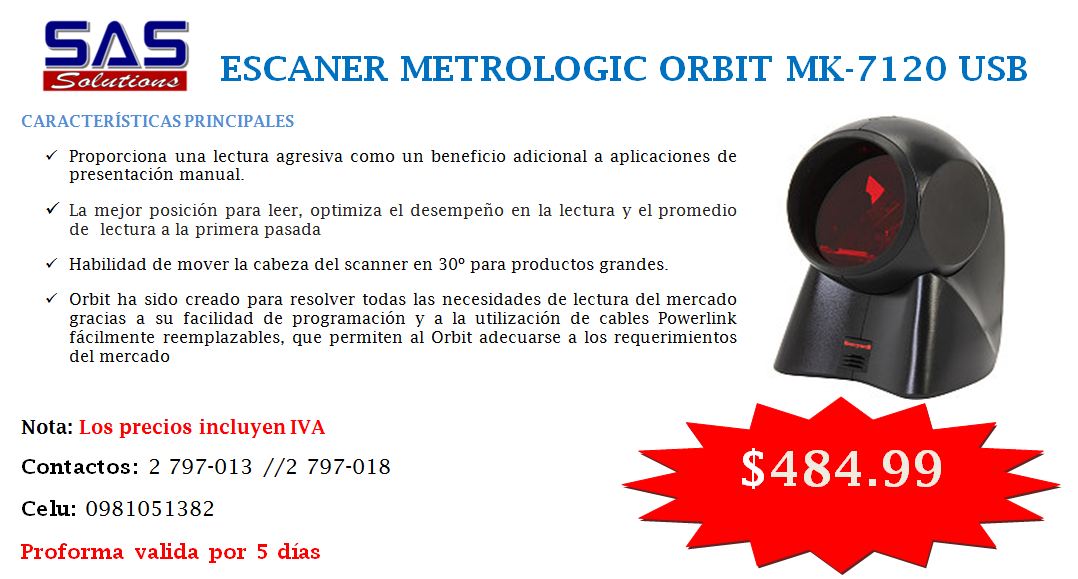 SAS
Solutions
ESCANER METROLOGIC ORBIT MK-7120 USB
CARACTERÍSTICAS PRINCIPALES
✓ Proporciona una lectura agresiva como un beneficio adicional a aplicaciones de
presentación manual.
✓ La mejor posición para leer, optimiza el desempeño en la lectura y el promedio
de lectura a la primera pasada
✓ Habilidad de mover la cabeza del scanner en 30º para productos grandes.
✓ Orbit ha sido creado para resolver todas las necesidades de lectura del mercado
gracias a su facilidad de programación y a la utilización de cables Powerlink
fácilmente reemplazables, que permiten al Orbit adecuarse a los requerimientos
del mercado
Honeywell
Nota: Los precios incluyen IVA
Contactos: 2 797-013 //2 797-018
Celu: 0981051382
Proforma valida por 5 días
$484.99